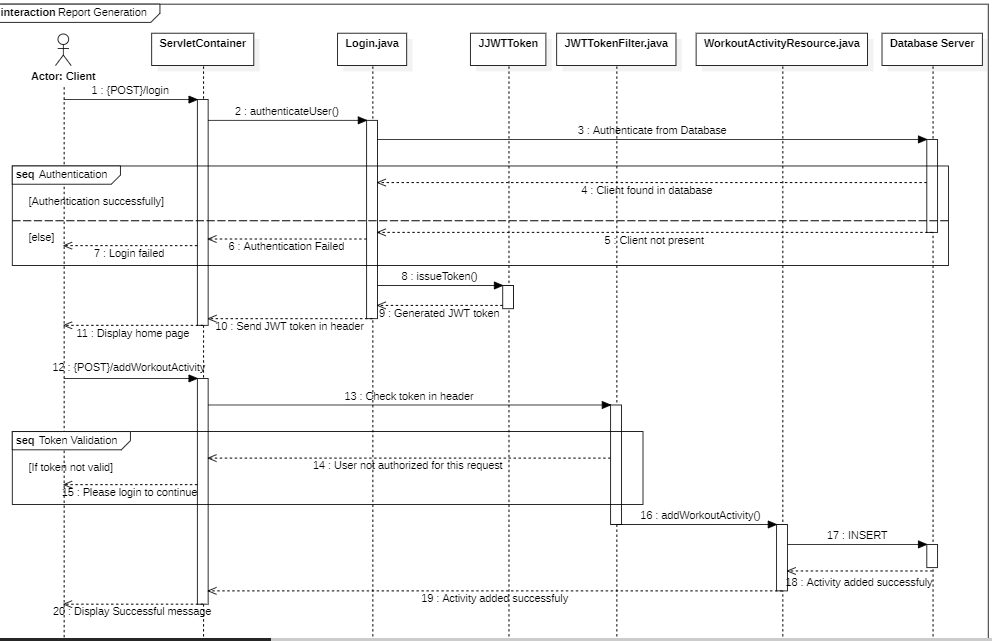 interaction Report Generation
ServletContainer
Login.java
JJWTToken
JWTTokenFilter.java
WorkoutActivityResource.java
Database Server
Actor: Client
1 : {POST}/login
2 : authenticateUser()
3 : Authenticate from Database
seq Authentication
4 : Client found in database
[Authentication successfully]
[else]
5 : Client not present
6 : Authentication Failed
7 : Login failed
8 : issueToken()
9 : Generated JWT token
10 : Send JWT token in header
11 : Display home page
12 : {POST}/addWorkoutActivity
13 : Check token in header
seq Token Validation
[If token not valid]
14 : User not authorized for this request
15 : Please login to continue
16 : addWorkoutActivity()
17 : INSERT
18 : Activity added successfuly
19 : Activity added successfuly
20 : Display Successful message